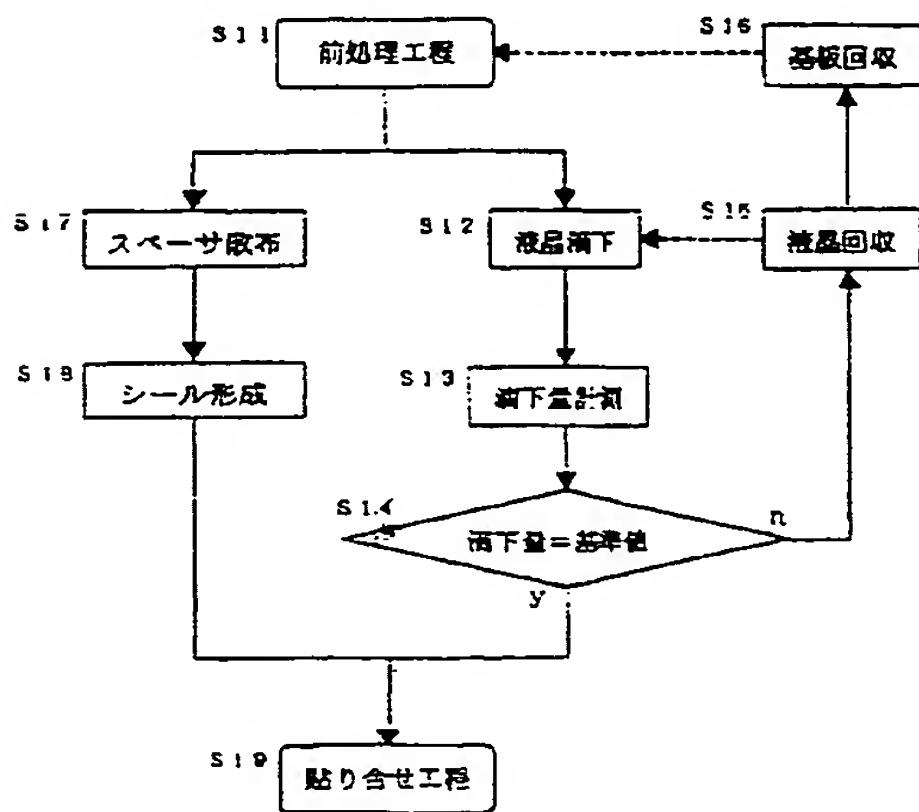 S11
前処理工程
S16
基板回収
S17
スペーサ散布
S12
液晶滴下
S15
液晶回収
S18
シール形成
S13
滴下量計測
S14
滴下量=基準値
n
y
S19
貼り合せ工程